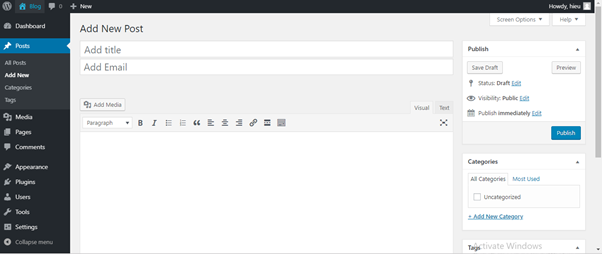 Blog 0 New Howdy, hieu
Screen Options Help
Dashboard
Posts
All Posts
Add New
Categories
Tags
Media
Pages
Comments
Appearance
Plugins
Users
Tools
Settings
Collapse menu
Add New Post
Add title
Add Email
Add Media
Visual Text
Paragraph B I
Publish
Save Draft Preview
Status: Draft Edit
Visibility: Public Edit
Publish immediately Edit
Publish
Categories
All Categories Most Used
Uncategorized
+ Add New Category
Tags
Activate Windows